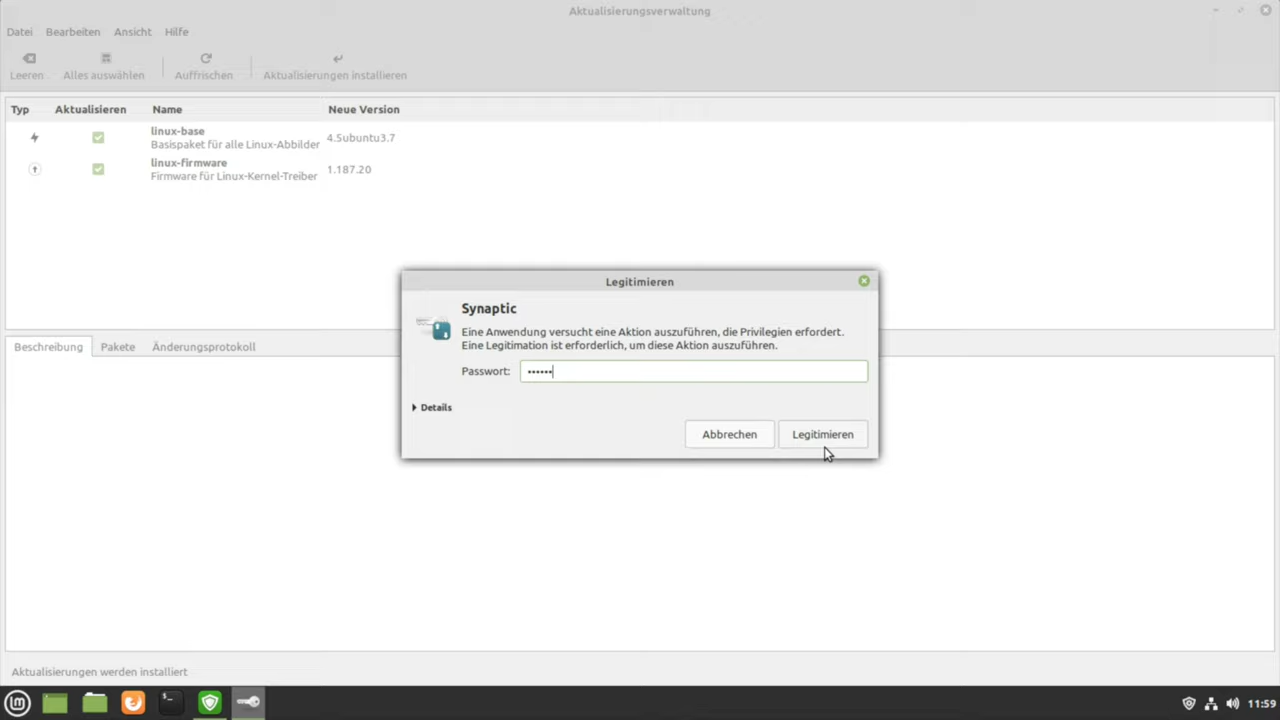 Aktualisierungsverwaltung
Datei Bearbeiten Ansicht Hilfe
Leeren Alles auswählen Auffrischen Aktualisierungen installieren
Typ Aktualisieren Name Neue Version
linux-base
Basispaket für alle Linux-Abbilder 4.5ubuntu3.7
linux-firmware
Firmware für Linux-Kernel-Treiber 1.187.20
Legitimieren
Synaptic
Eine Anwendung versucht eine Aktion auszuführen, die Privilegien erfordert.
Eine Legitimation ist erforderlich, um diese Aktion auszuführen.
Passwort: ••••••
Details
Abbrechen Legitimieren
Beschreibung Pakete Änderungsprotokoll
Aktualisierungen werden installiert
11:59